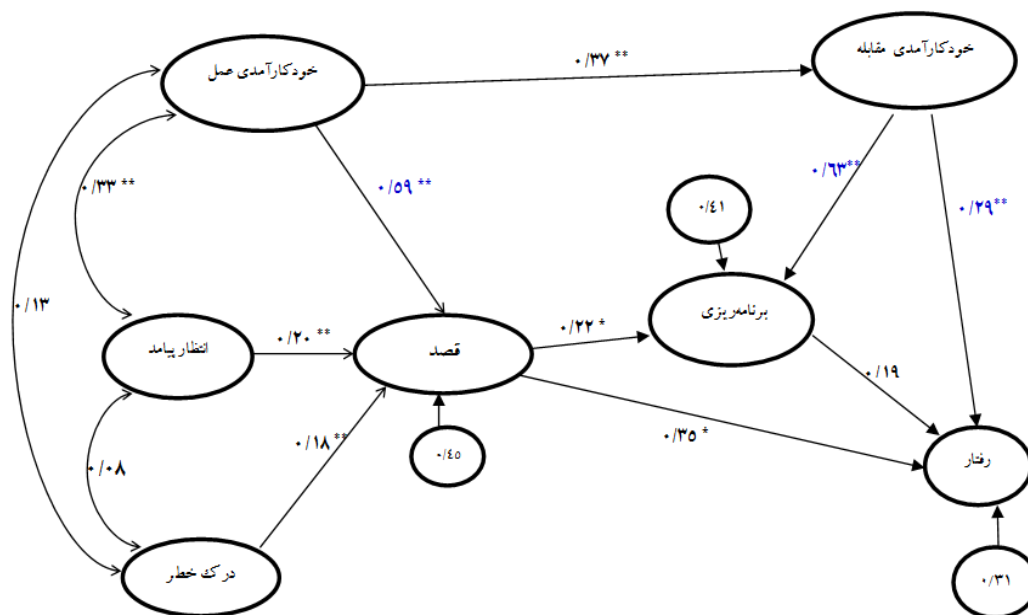 خودکارآمدی مقابله
خودکارآمدی عمل
۰/۳۷ **
۰/۶۳**
۰/۵۹ **
۰/۳۳ **
۰/۲۹**
۰/٤۱
۰/۱۳
برنامه‌ریزی
۰/۲۲ *
قصد
۰/۲۰ **
انتظار پیامد
۰/۱۹
۰/۳۵ *
۰/۱۸ **
۰/٤٥
رفتار
۰/۰۸
درک خطر
۰/۳۱